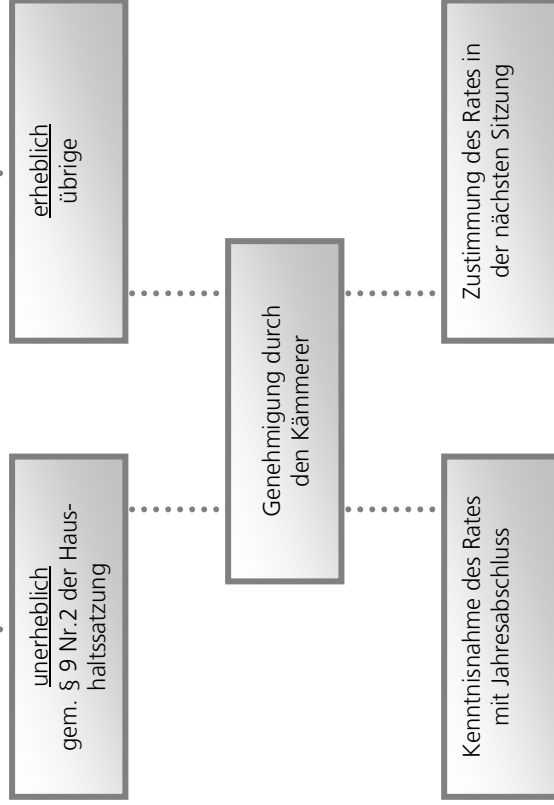 unerheblich
gem. § 9 Nr.2 der Haus-
haltssatzung
erheblich
übrige
Genehmigung durch
den Kämmerer
Kenntnisnahme des Rates
mit Jahresabschluss
Zustimmung des Rates in
der nächsten Sitzung